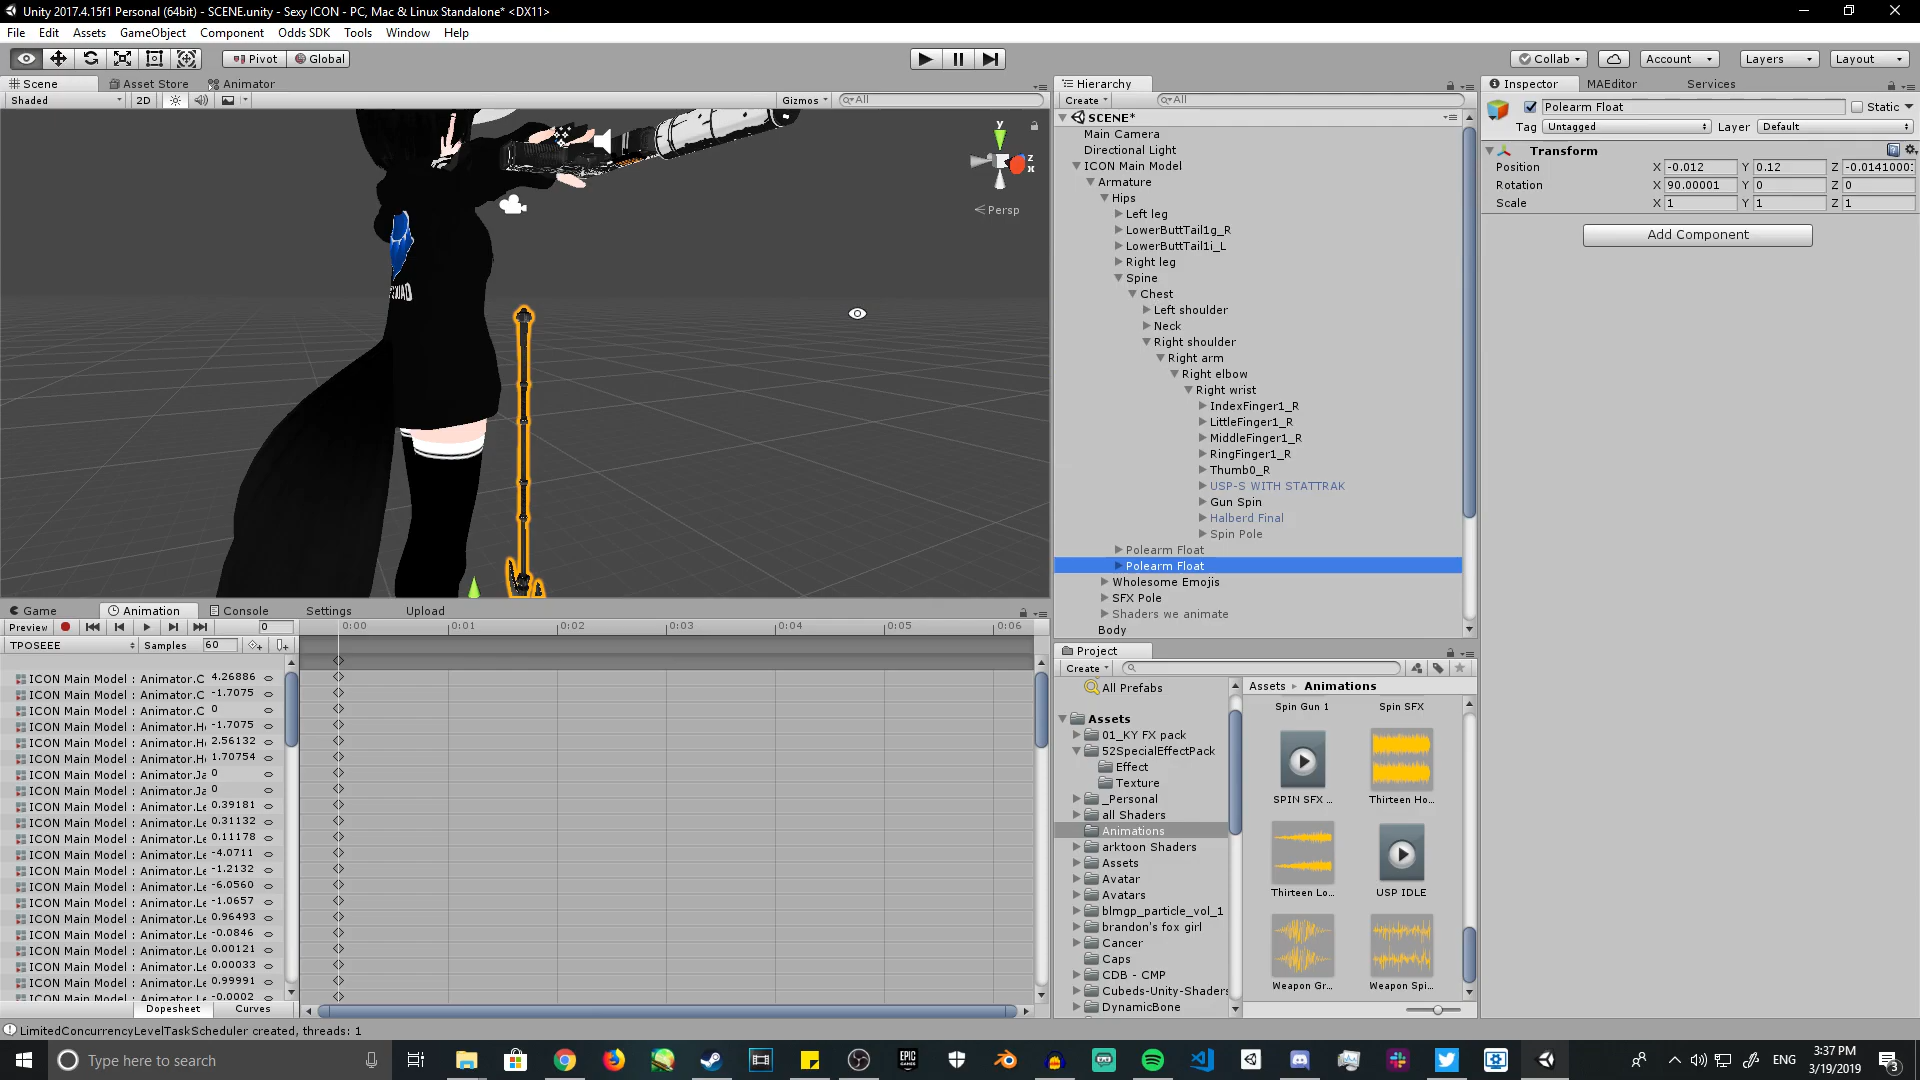 Unity 2017.4.15f1 Personal (64bit) - SCENE.unity - Sexy ICON - PC, Mac & Linux Standalone* <DX11>
File Edit Assets GameObject Component Odds SDK Tools Window Help
Pivot Global Collab Account Layers Layout
Scene Asset Store Animator
Shaded 2D Gizmos All
y z x
Persp
Hierarchy
Create All
SCENE*
Main Camera
Directional Light
ICON Main Model
Armature
Hips
Left leg
LowerButtTail1g_R
LowerButtTail1i_L
Right leg
Spine
Chest
Left shoulder
Neck
Right shoulder
Right arm
Right elbow
Right wrist
IndexFinger1_R
LittleFinger1_R
MiddleFinger1_R
RingFinger1_R
Thumb0_R
USP-S WITH STATTRAK
Gun Spin
Halberd Final
Spin Pole
Polearm Float
Polearm Float
Wholesome Emojis
SFX Pole
Shaders we animate
Body
Inspector MAEditor Services
Polearm Float Static
Tag Untagged Layer Default
Transform
Position X -0.012 Y 0.12 Z -0.0141000
Rotation X 90.00001 Y 0 Z 0
Scale X 1 Y 1 Z 1
Add Component
Game Animation Console Settings Upload
Preview 0 0:00 0:01 0:02 0:03 0:04 0:05 0:06
TPOSEEE Samples 60
ICON Main Model : Animator.C 4.26886
ICON Main Model : Animator.C -1.7075
ICON Main Model : Animator.C 0
ICON Main Model : Animator.He -1.7075
ICON Main Model : Animator.He 2.56132
ICON Main Model : Animator.He 1.70754
ICON Main Model : Animator.Ja 0
ICON Main Model : Animator.Ja 0
ICON Main Model : Animator.Le 0.39181
ICON Main Model : Animator.Le 0.31132
ICON Main Model : Animator.Le 0.11178
ICON Main Model : Animator.Le -4.0711
ICON Main Model : Animator.Le -1.2132
ICON Main Model : Animator.Le -6.0560
ICON Main Model : Animator.Le -1.0657
ICON Main Model : Animator.Le 0.96493
ICON Main Model : Animator.Le -0.0846
ICON Main Model : Animator.Le 0.00121
ICON Main Model : Animator.Le 0.00033
ICON Main Model : Animator.Le 0.99991
ICON Main Model : Animator.Le -0.0002
Dopesheet Curves
Project
Create
All Prefabs
Assets
01_KY FX pack
52SpecialEffectPack
Effect
Texture
_Personal
all Shaders
Animations
arktoon Shaders
Assets
Avatar
Avatars
blmgp_particle_vol_1
brandon's fox girl
Cancer
Caps
CDB - CMP
Cubeds-Unity-Shaders
DynamicBone
Assets Animations
Spin Gun 1 Spin SFX
SPIN SFX ... Thirteen Ho...
Thirteen Lo... USP IDLE
Weapon Gr... Weapon Spi...
LimitedConcurrencyLevelTaskScheduler created, threads: 1
Type here to search
EPIC GAMES
ENG
3:37 PM
3/19/2019
3